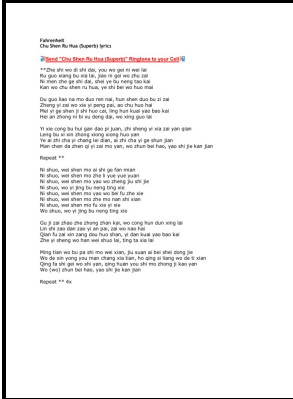 Fahrenheit
Chu Shen Ru Hua (Superb) lyrics
Send "Chu Shen Ru Hua (Superb)" Ringtone to your Cell
**Zhe shi wo di shi dai, you wo gei ni wei lai
Ru guo xiang bu xia lai, jiao ni gei wo zhu zai
Ni men zhe ge shi dai, shei ye bu neng tao kai
Kan wo chu shen ru hua, ye shi bei wo huo mai
Du guo liao na mo duo ren nai, hun shen duo bu zi zai
Zheng yi zai wo xie yi peng pai, ao chu huo hai
Mei yi ge shen ji shi huo cai, ling hun kuai yao bao kai
Hei an zhong ni bi xu deng dai, wo xing guo lai
Yi xie cong bu hui gan dao pi juan, zhi sheng yi xia zai yan qian
Leng bu xi xin zhong xiong xiong huo yan
Ye ai zhi cha yi chang lei dian, ai zhi cha yi ge shun jian
Man chen da zhen qi yi zai mo yan, wo zhun bei hao, yao shi jie kan jian
Repeat **
Ni shuo, wei shen mo ai shi ge fan mian
Ni shuo, wei shen mo zhe li yue yue yuan
Ni shuo, wei shen mo yao wo zheng jiu shi jie
Ni shuo, wo yi jing bu neng ting xie
Ni shuo, wei shen mo yao wo bei fu zhe xie
Ni shuo, wei shen mo zhe mo nan shi xian
Ni shuo, wei shen mo fu xie yi xie
Wo shuo, wo yi jing bu neng ting xie
Gu ji zai zhao zhe zhong zhan kai, wo cong hun dun xing lai
Lin shi zao dan zao yi an pai, zai wo nao hai
Qian fu zai xin zang dou huo shan, yi dan kuai yao bao kai
Zhe yi sheng wo han wei shuo lai, ting ta xia lai
Ming tian wo bu pa shi mo wei xian, jiu suan ai bei shei dong jie
Wo de xin yong you man chang xia tian, ho qing si liang wo de ti xian
Qing fa shi gei wo shi yan, qing huan you shi mo zhong ji kao yan
Wo (wo) zhun bei hao, yao shi jie kan jian
Repeat ** 4x